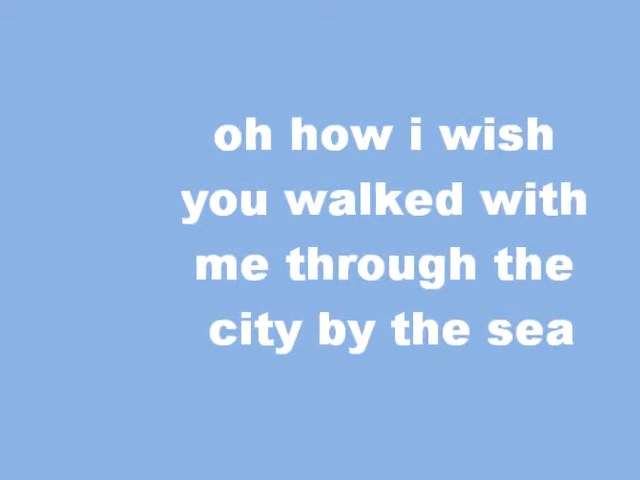 oh how i wish
you walked with
me through the
city by the sea